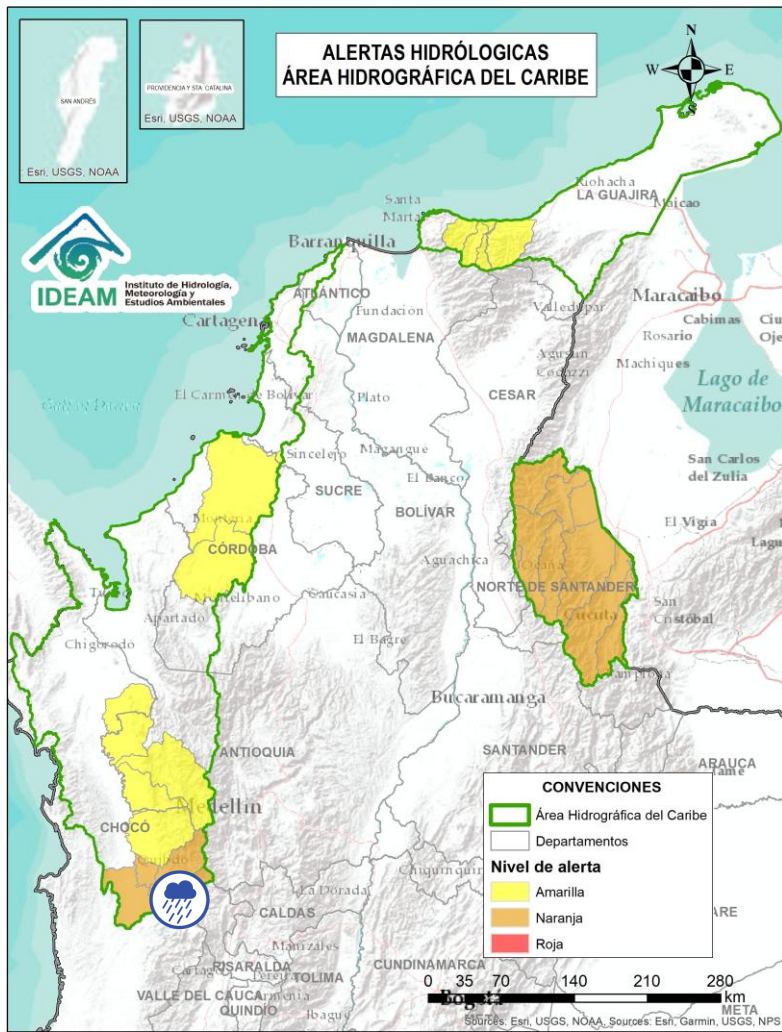 ALERTAS HIDRÓLOGICAS
ÁREA HIDROGRÁFICA DEL CARIBE
N
W
E
S
SAN ANDRÉS
Esri, USGS, NOAA
PROVIDENCIA Y STA. CATALINA
Esri, USGS, NOAA
IDEAM
Instituto de Hidrología,
Meteorología y
Estudios Ambientales
Riohacha
LA GUAJIRA
Maicao
Santa
Marta
Barranquilla
ATLÁNTICO
Fundación
Valledupar
Maracaibo
Cabimas
Rosario
Cartagena
MAGDALENA
Agustín
Codazzi
Machiques
Lago de
Maracaibo
CESAR
El Carmen de Bolívar
Plato
Sincelejo
Magangue
San Carlos
del Zulia
SUCRE
El Banco
BOLÍVAR
El Vigía
Montería
CÓRDOBA
Aguachica
Ocaña
NORTE DE SANTANDER
Caucasia
Apartado
Cúcuta
San
Cristóbal
Chigorodó
El Bagre
Pamplona
Bucaramanga
ANTIOQUIA
SANTANDER
ARAUCA
Medellín
CHOCÓ
Quibdó
La Dorada
CALDAS
Manizales
RISARALDA
TOLIMA
CUNDINAMARCA
VALLE DEL CAUCA
Armenia
QUINDÍO
Ibague
Bogotá
META
META
CONVENCIONES
Área Hidrográfica del Caribe
Departamentos
Nivel de alerta
Amarilla
Naranja
Roja
0 35 70 140 210 280
km
Sources: Esri, USGS, NOAA, Sources: Esri, Garmin, USGS, NPS